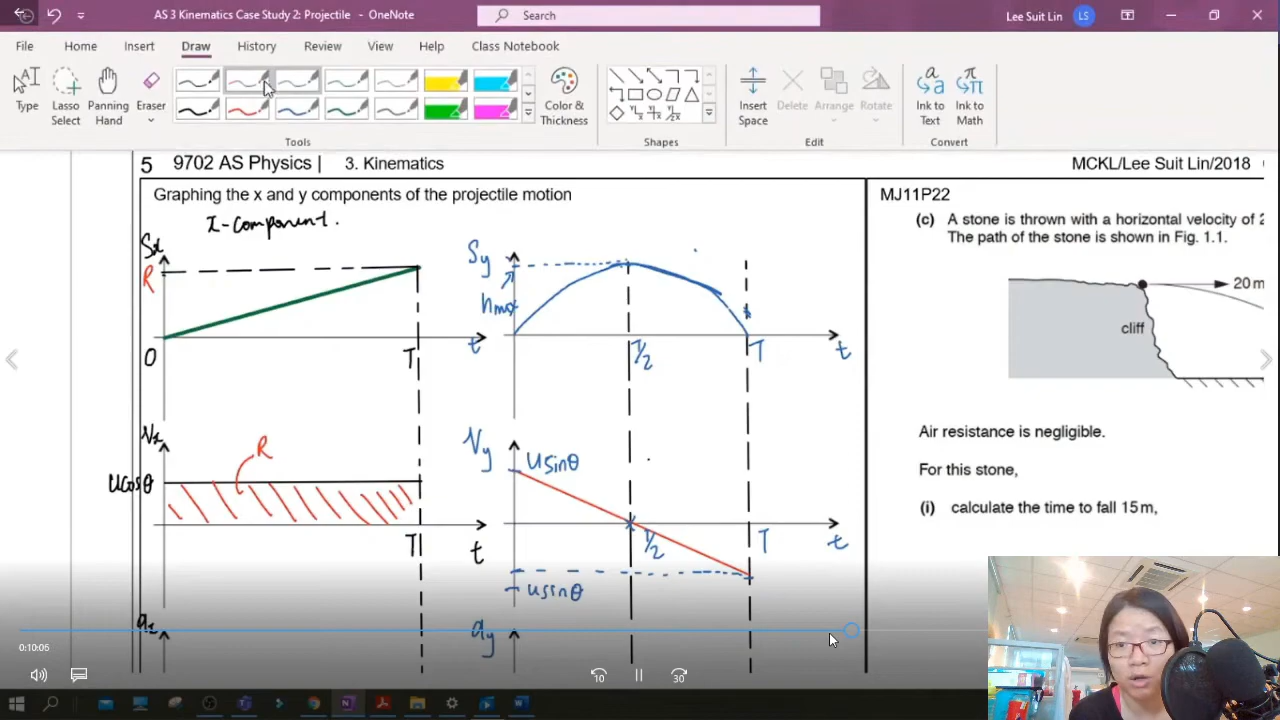 AS 3 Kinematics Case Study 2: Projectile - OneNote
Search
Lee Suit Lin
LS
File Home Insert Draw History Review View Help Class Notebook
Type
Lasso Select
Panning Hand
Eraser
Color & Thickness
Insert Space
Delete
Arrange
Rotate
Ink to Text
Ink to Math
Tools
Shapes
Edit
Convert
5 9702 AS Physics | 3. Kinematics
MCKL/Lee Suit Lin/2018
Graphing the x and y components of the projectile motion
x-component.
Sx
R
O
T
t
Sy
hmax
T/2
T
t
Vx
ucosθ
R
T
t
Vy
usinθ
T/2
T
t
- usinθ
ax
ay
MJ11P22
(c) A stone is thrown with a horizontal velocity of 2
The path of the stone is shown in Fig. 1.1.
20 m
cliff
Air resistance is negligible.
For this stone,
(i) calculate the time to fall 15 m,
0:10:06
10
30